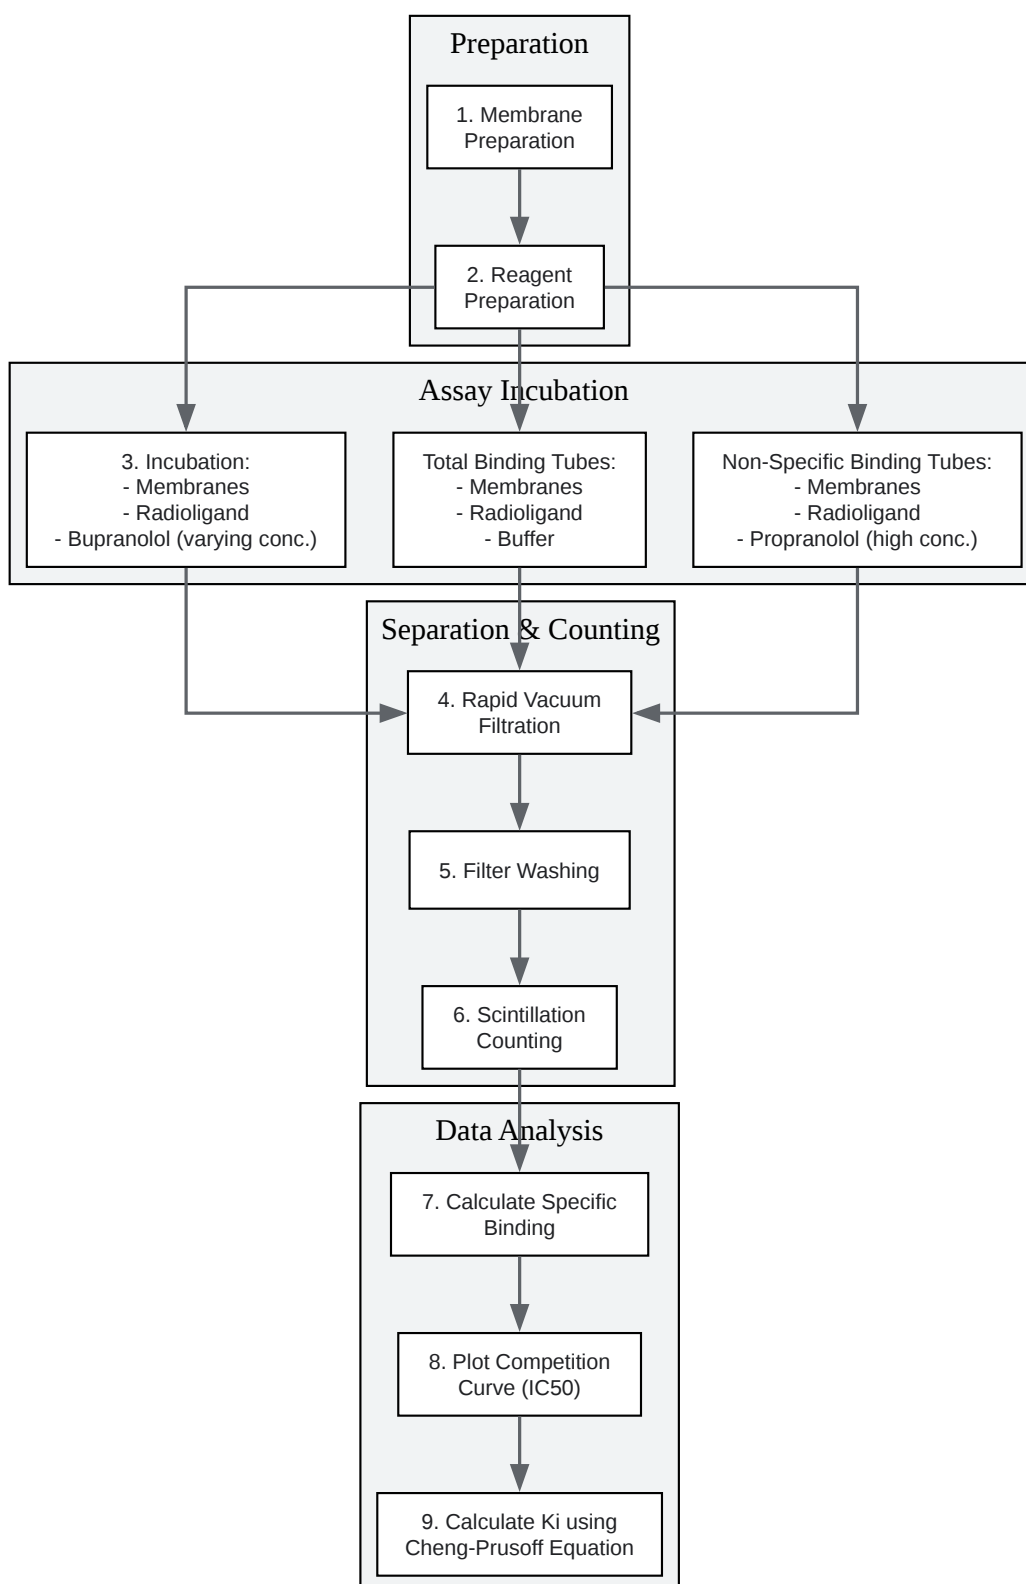 Preparation
1. Membrane
Preparation
2. Reagent
Preparation
Assay Incubation
3. Incubation:
- Membranes
- Radioligand
- Bupranolol (varying conc.)
Total Binding Tubes:
- Membranes
- Radioligand
- Buffer
Non-Specific Binding Tubes:
- Membranes
- Radioligand
- Propranolol (high conc.)
Separation & Counting
4. Rapid Vacuum
Filtration
5. Filter Washing
6. Scintillation
Counting
Data Analysis
7. Calculate Specific
Binding
8. Plot Competition
Curve (IC50)
9. Calculate Ki using
Cheng-Prusoff Equation